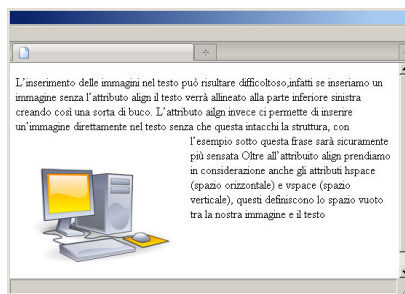 L'inserimento delle immagini nel testo può risultare difficoltoso,infatti se inseriamo un
immagine senza l'attributo align il testo verrà allineato alla parte inferiore sinistra
creando così una sorta di buco. L'attributo ailgn invece ci permette di inserire
un'immagine direttamente nel testo senza che questa intacchi la struttura, con
l'esempio sotto questa frase sarà sicuramente
più sensata Oltre all'attribuito align prendiamo
in considerazione anche gli attributi hspace
(spazio orizzontale) e vspace (spazio
verticale), questi definiscono lo spazio vuoto
tra la nostra immagine e il testo